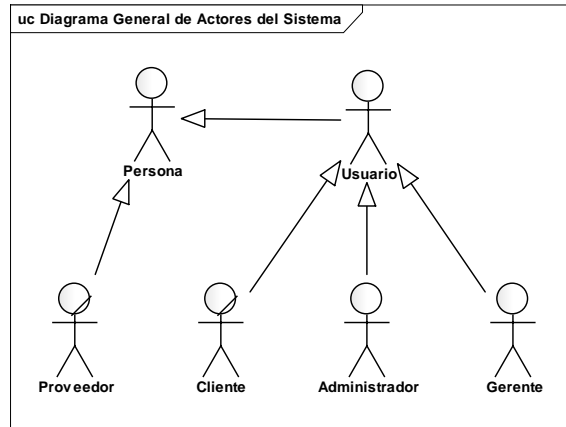 uc Diagrama General de Actores del Sistema
Persona
Usuario
Proveedor
Cliente
Administrador
Gerente